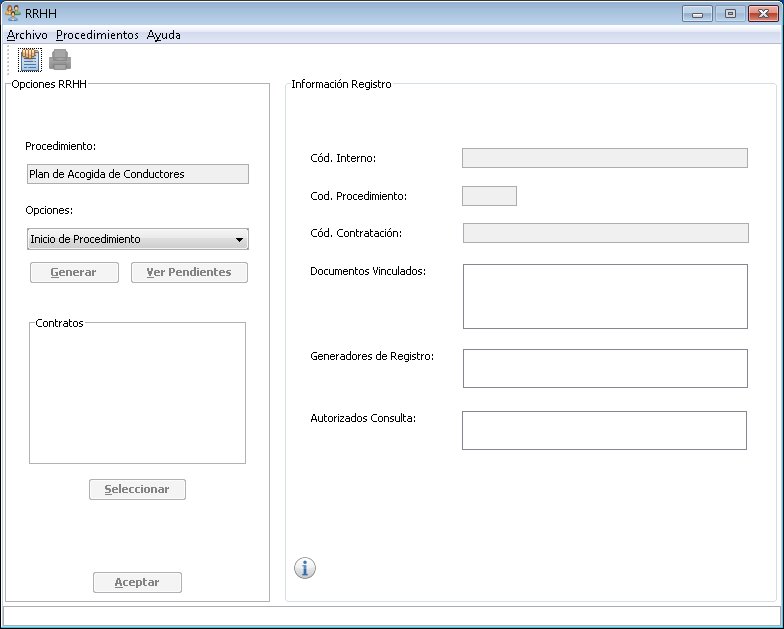 RRHH
Archivo Procedimientos Ayuda
Opciones RRHH
Procedimiento:
Plan de Acogida de Conductores
Opciones:
Inicio de Procedimiento
Generar Ver Pendientes
Contratos
Seleccionar
Aceptar
Información Registro
Cód. Interno:
Cod. Procedimiento:
Cód. Contratación:
Documentos Vinculados:
Generadores de Registro:
Autorizados Consulta: